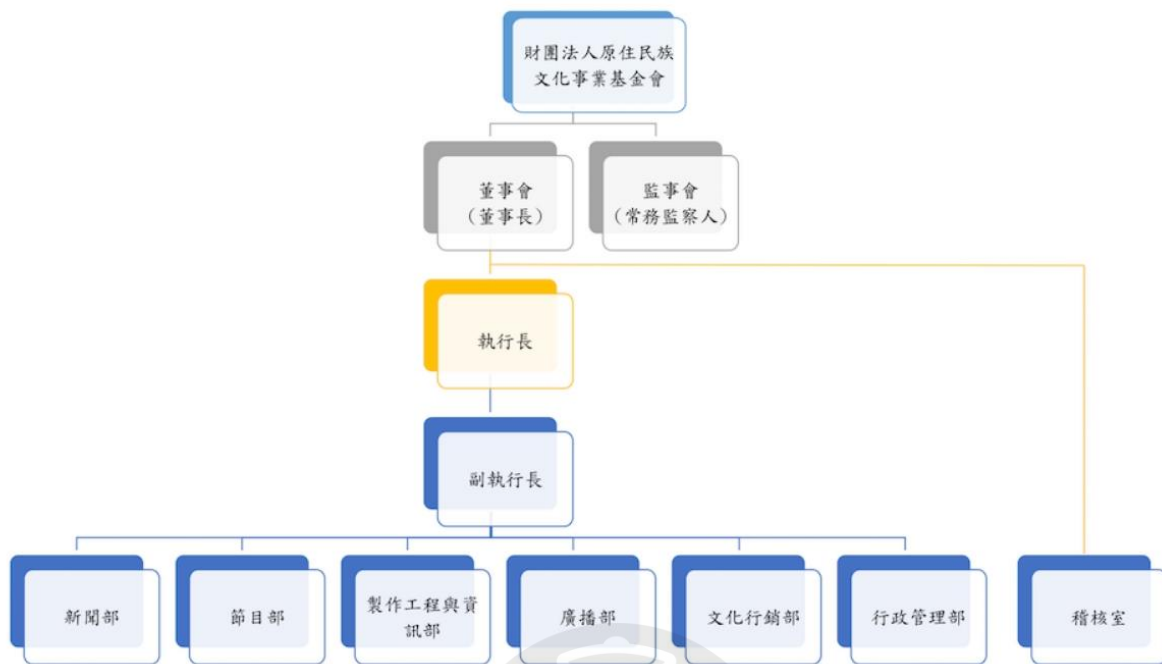 財團法人原住民族
文化事業基金會
董事會
（董事長）
監事會
（常務監察人）
執行長
副執行長
新聞部
節目部
製作工程與資
訊部
廣播部
文化行銷部
行政管理部
稽核室